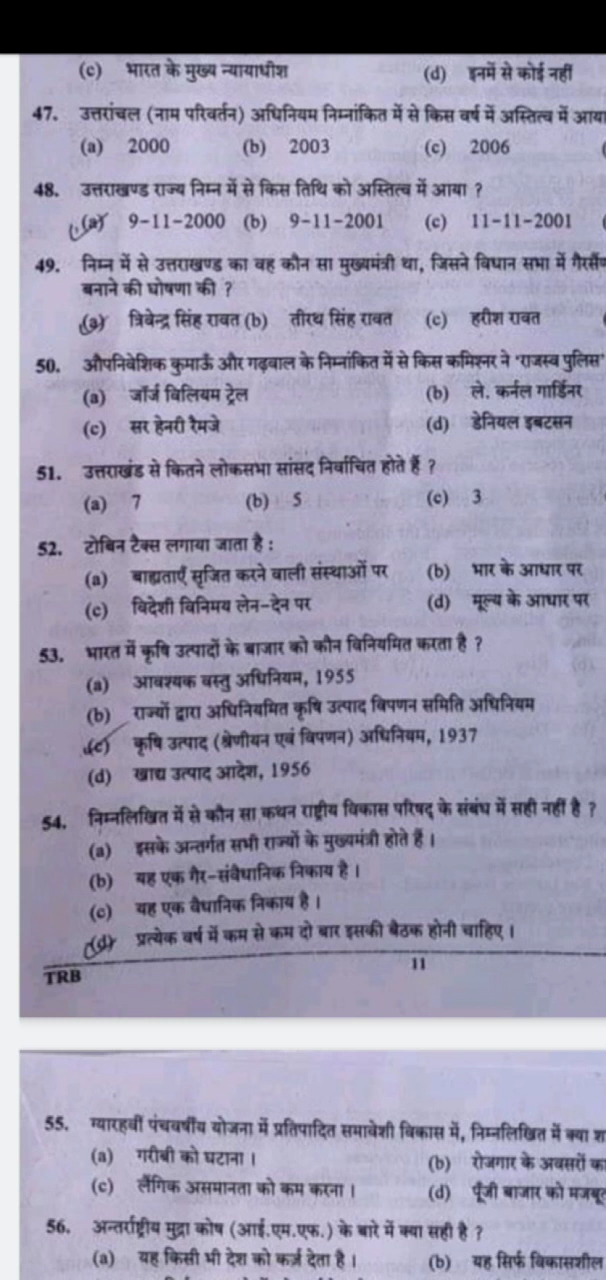 (c) भारत के मुख्य न्यायाधीश (d) इनमें से कोई नहीं
47. उत्तरांचल (नाम परिवर्तन) अधिनियम निम्नांकित में से किस वर्ष में अस्तित्व में आया
(a) 2000 (b) 2003 (c) 2006
48. उत्तराखण्ड राज्य निम्न में से किस तिथि को अस्तित्व में आया ?
(a) 9-11-2000 (b) 9-11-2001 (c) 11-11-2001
49. निम्न में से उत्तराखण्ड का वह कौन सा मुख्यमंत्री था, जिसने विधान सभा में गैरसैंण
बनाने की घोषणा की ?
(a) त्रिवेन्द्र सिंह रावत (b) तीरथ सिंह रावत (c) हरीश रावत
50. औपनिवेशिक कुमाऊँ और गढ़वाल के निम्नांकित में से किस कमिश्नर ने 'राजस्व पुलिस'
(a) जॉर्ज विलियम ट्रेल (b) ले. कर्नल गार्डिनर
(c) सर हेनरी रैमजे (d) डेनियल इबटसन
51. उत्तराखंड से कितने लोकसभा सांसद निर्वाचित होते हैं ?
(a) 7 (b) 5 (c) 3
52. टोबिन टैक्स लगाया जाता है :
(a) बाह्यताएँ सृजित करने वाली संस्थाओं पर (b) भार के आधार पर
(c) विदेशी विनिमय लेन-देन पर (d) मूल्य के आधार पर
53. भारत में कृषि उत्पादों के बाजार को कौन विनियमित करता है ?
(a) आवश्यक वस्तु अधिनियम, 1955
(b) राज्यों द्वारा अधिनियमित कृषि उत्पाद विपणन समिति अधिनियम
(c) कृषि उत्पाद (श्रेणीयन एवं विपणन) अधिनियम, 1937
(d) खाद्य उत्पाद आदेश, 1956
54. निम्नलिखित में से कौन सा कथन राष्ट्रीय विकास परिषद् के संबंध में सही नहीं है ?
(a) इसके अन्तर्गत सभी राज्यों के मुख्यमंत्री होते हैं ।
(b) यह एक गैर-संवैधानिक निकाय है ।
(c) यह एक वैधानिक निकाय है ।
(d) प्रत्येक वर्ष में कम से कम दो बार इसकी बैठक होनी चाहिए ।
TRB 11
55. ग्यारहवीं पंचवर्षीय योजना में प्रतिपादित समावेशी विकास में, निम्नलिखित में क्या
(a) गरीबी को घटाना । (b) रोजगार के अवसरों का
(c) लैंगिक असमानता को कम करना । (d) पूँजी बाजार को मजबूत
56. अन्तर्राष्ट्रीय मुद्रा कोष (आई.एम.एफ.) के बारे में क्या सही है ?
(a) यह किसी भी देश को कर्ज देता है । (b) यह सिर्फ विकासशील